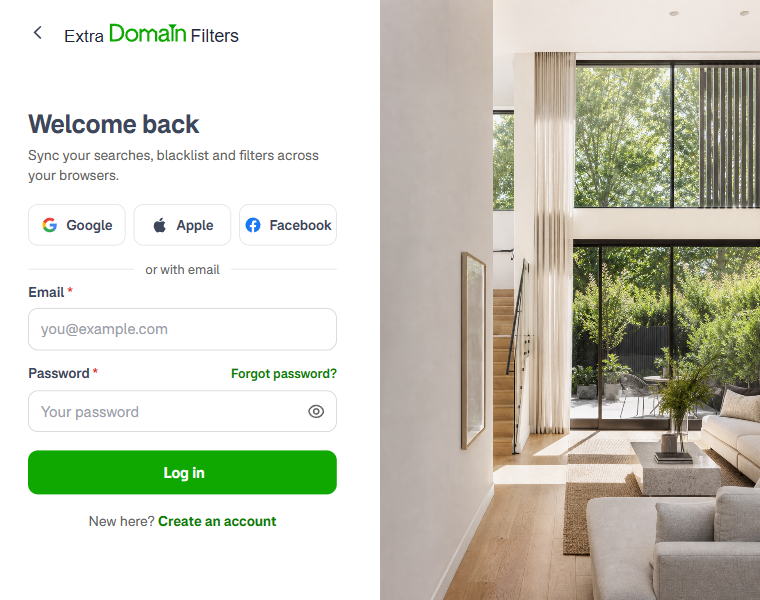 Extra Domain Filters
Welcome back
Sync your searches, blacklist and filters across
your browsers.
Google
Apple
Facebook
or with email
Email *
you@example.com
Password *
Forgot password?
Your password
Log in
New here? Create an account